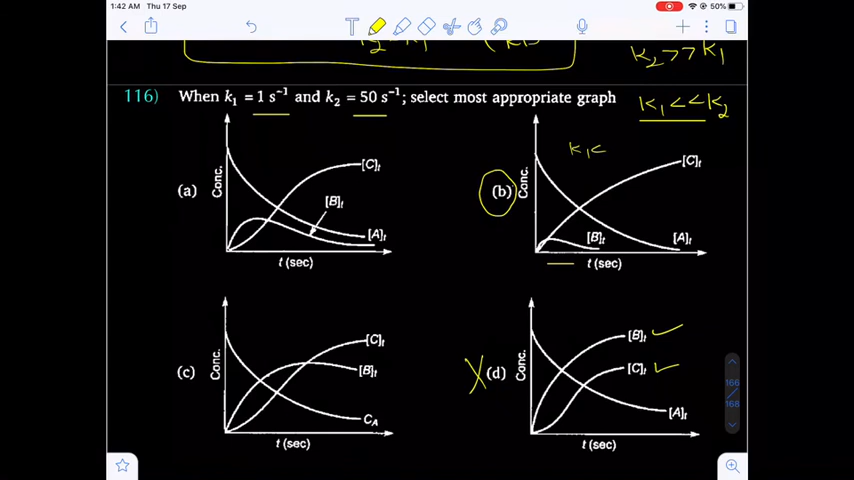 1:42 AM Thu 17 Sep
50%
k₂>>k₁
116) When k₁ = 1 s⁻¹ and k₂ = 50 s⁻¹; select most appropriate graph
k₁<<k₂
(a)
Conc.
[C]t
[B]t
[A]t
t (sec)
(b)
Conc.
k₁<
[C]t
[B]t
[A]t
t (sec)
(c)
Conc.
[C]t
[B]t
C_A
t (sec)
X (d)
Conc.
[B]t ✓
[C]t ✓
[A]t
t (sec)
166
168